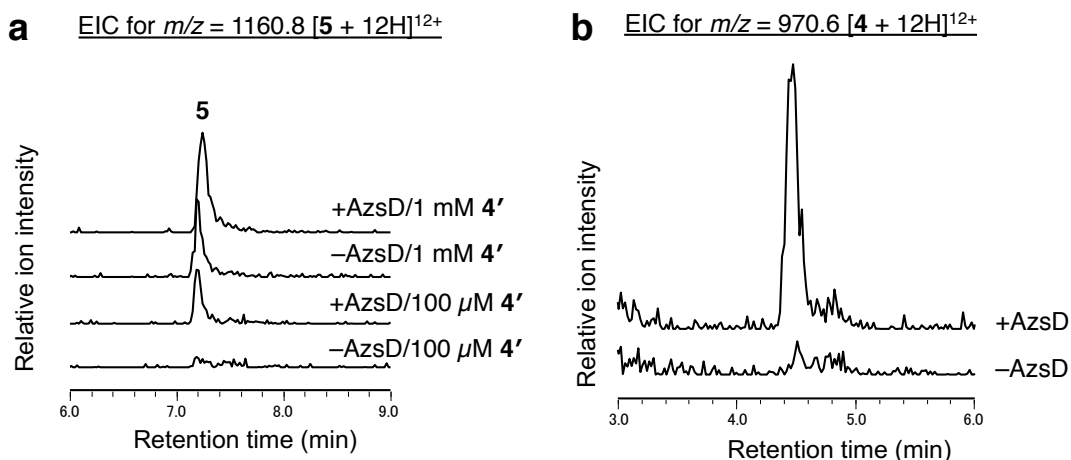 a
EIC for m/z = 1160.8 [5 + 12H]12+
5
+AzsD/1 mM 4′
–AzsD/1 mM 4′
+AzsD/100 µM 4′
–AzsD/100 µM 4′
Relative ion intensity
6.0 7.0 8.0 9.0
Retention time (min)
b
EIC for m/z = 970.6 [4 + 12H]12+
+AzsD
–AzsD
Relative ion intensity
3.0 4.0 5.0 6.0
Retention time (min)